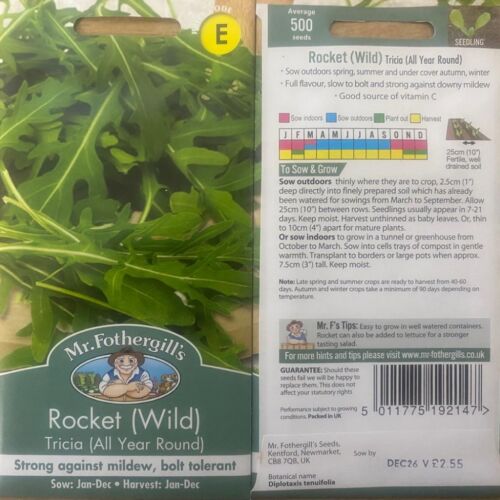 CODE
E
Mr. Fothergill's
Rocket (Wild)
Tricia (All Year Round)
Strong against mildew, bolt tolerant
Sow: Jan-Dec • Harvest: Jan-Dec
Average
500
seeds
SEEDLING
Rocket (Wild) Tricia (All Year Round)
• Sow outdoors spring, summer and under cover autumn, winter
• Full flavour, slow to bolt and strong against downy mildew
• Good source of vitamin C
Sow indoors Sow outdoors Plant out Harvest
J F M A M J J A S O N D
25cm (10")
Fertile, well
drained soil
To Sow & Grow
Sow outdoors thinly where they are to crop, 2.5cm (1")
deep directly into finely prepared soil which has already
been watered for sowings from March to September. Allow
25cm (10") between rows. Seedlings usually appear in 7-21
days. Keep moist. Harvest unthinned as baby leaves. Or, thin
to 10cm (4") apart for mature plants.
Or sow indoors to grow in a tunnel or greenhouse from
October to March. Sow into cells trays of compost in gentle
warmth. Transplant to borders or large pots when approx.
7.5cm (3") tall. Keep moist.
Note: Late spring and summer crops are ready to harvest from 40-60
days. Autumn and winter crops take a minimum of 90 days depending on
temperature.
Mr. F's Tips: Easy to grow in well watered containers.
Rocket can also be added to lentils for a stronger
tasting salad.
For more hints and tips please visit www.mr-fothergills.co.uk
GUARANTEE: Should these
seeds fail we will be happy to
replace them. This does not
affect your statutory rights
Performance subject to growing
conditions. Packed in UK
5 011775 192147 >
Mr. Fothergill's Seeds,
Kentford, Newmarket,
CB8 7QB, UK
Sow by
DEC26 V £2.55
Botanical name
Diplotaxis tenuifolia